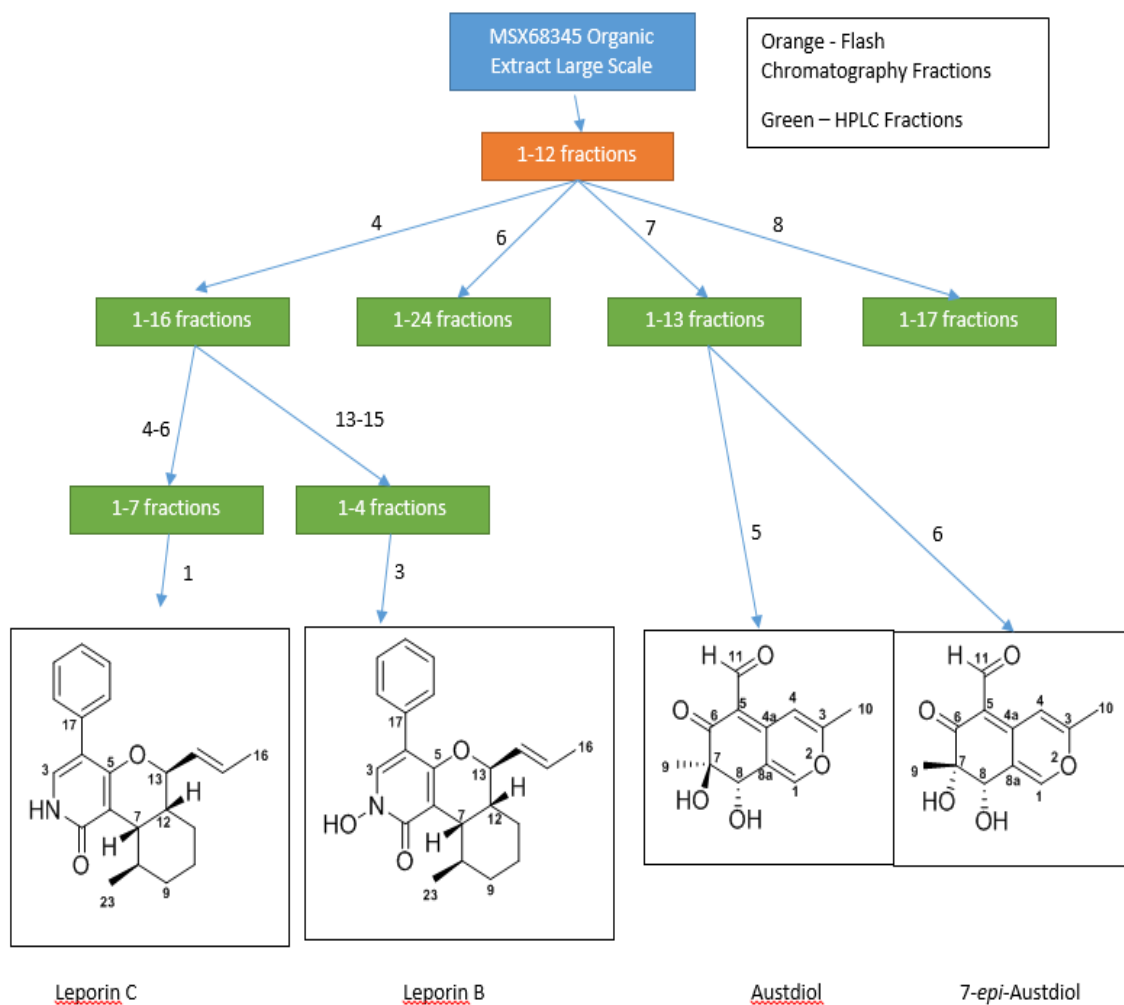 MSX68345 Organic
Extract Large Scale
Orange - Flash
Chromatography Fractions
Green – HPLC Fractions
1-12 fractions
4
6
7
8
1-16 fractions
1-24 fractions
1-13 fractions
1-17 fractions
4-6
13-15
1-7 fractions
1-4 fractions
5
6
1
3
17
3
5
O
13
16
HN
7
H
H
12
O
23
9
17
3
5
O
13
16
HO
N
7
H
H
12
O
23
9
H
11
O
O
6
5
4a
4
3
10
9
7
8
8a
1
O
2
HO
OH
H
11
O
O
6
5
4a
4
3
10
9
7
8
8a
1
O
2
HO
OH
Leporin C
Leporin B
Austdiol
7-epi-Austdiol